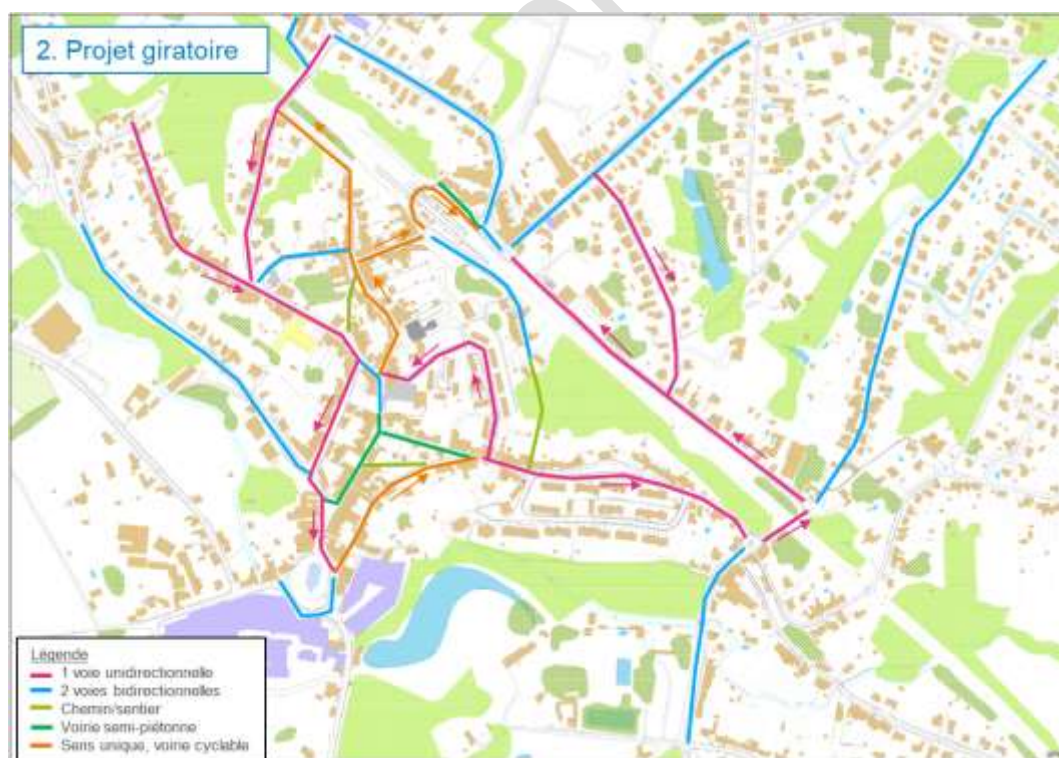 2. Projet giratoire
Légende
1 voie unidirectionnelle
2 voies bidirectionnelles
Chemin/sentier
Voirie semi-piétonne
Sens unique, voirie cyclable